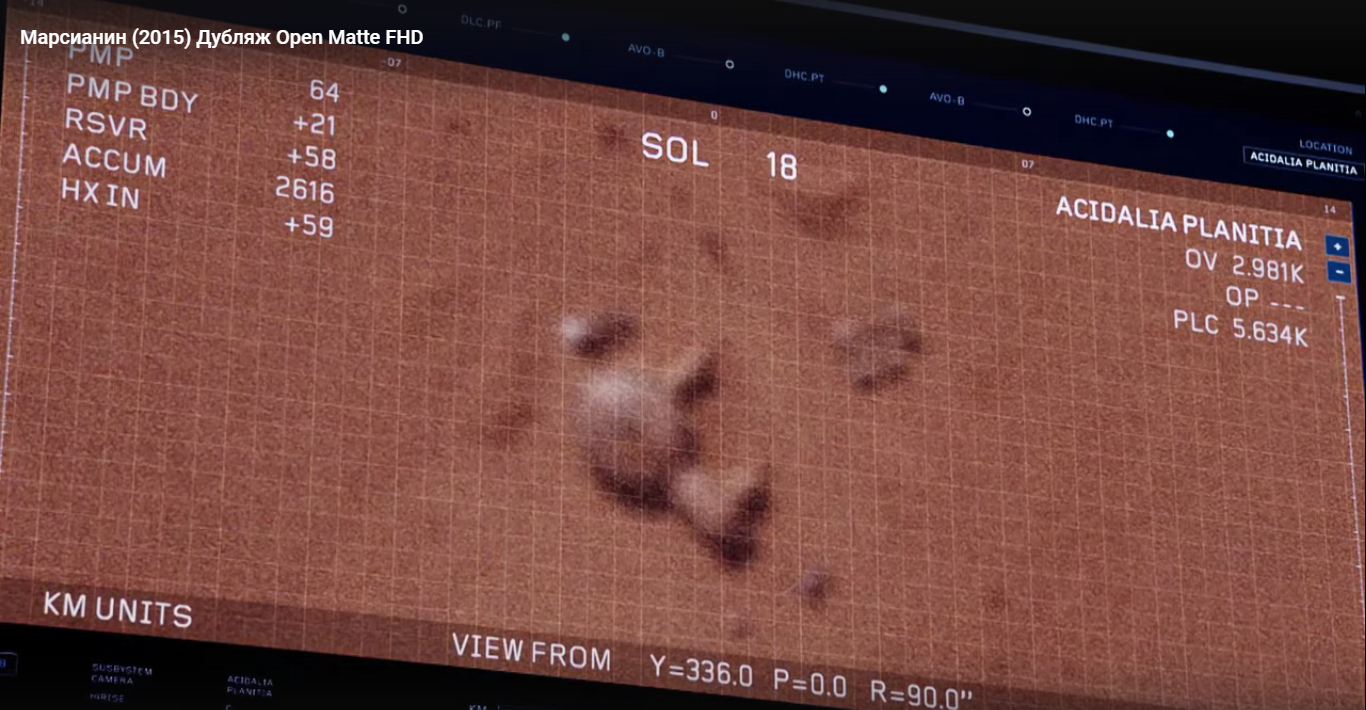 Марсианин (2015) Дубляж Open Matte FHD
-14
DLC.PF
AVO-B
DHC.PT
AVO-B
DHC.PT
LOCATION
ACIDALIA PLANITIA
-07
0
07
14
PMP
PMP BDY 64
RSVR +21
ACCUM +58
HX IN 2616
+59
SOL 18
ACIDALIA PLANITIA
OV 2.981K
OP ---
PLC 5.634K
+
-
KM UNITS
VIEW FROM Y=336.0 P=0.0 R=90.0"
SUBSYSTEM
CAMERA
HIRISE
ACIDALIA
PLANITIA
KM